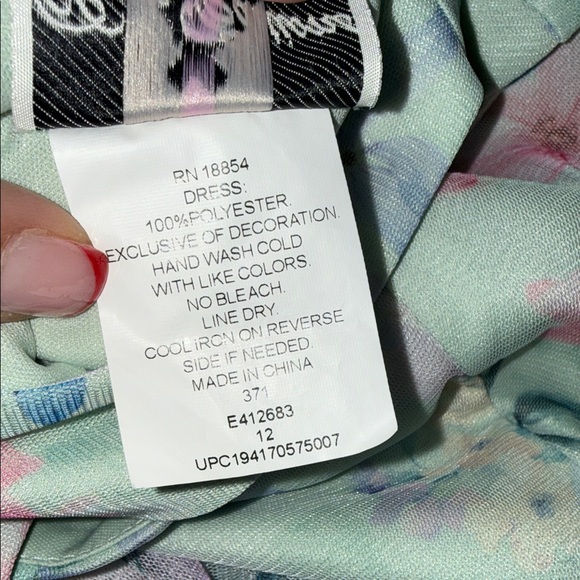 RN 18854
DRESS:
100%POLYESTER.
EXCLUSIVE OF DECORATION.
HAND WASH COLD
WITH LIKE COLORS.
NO BLEACH.
LINE DRY.
COOL IRON ON REVERSE
SIDE IF NEEDED.
MADE IN CHINA
371
E412683
12
UPC194170575007